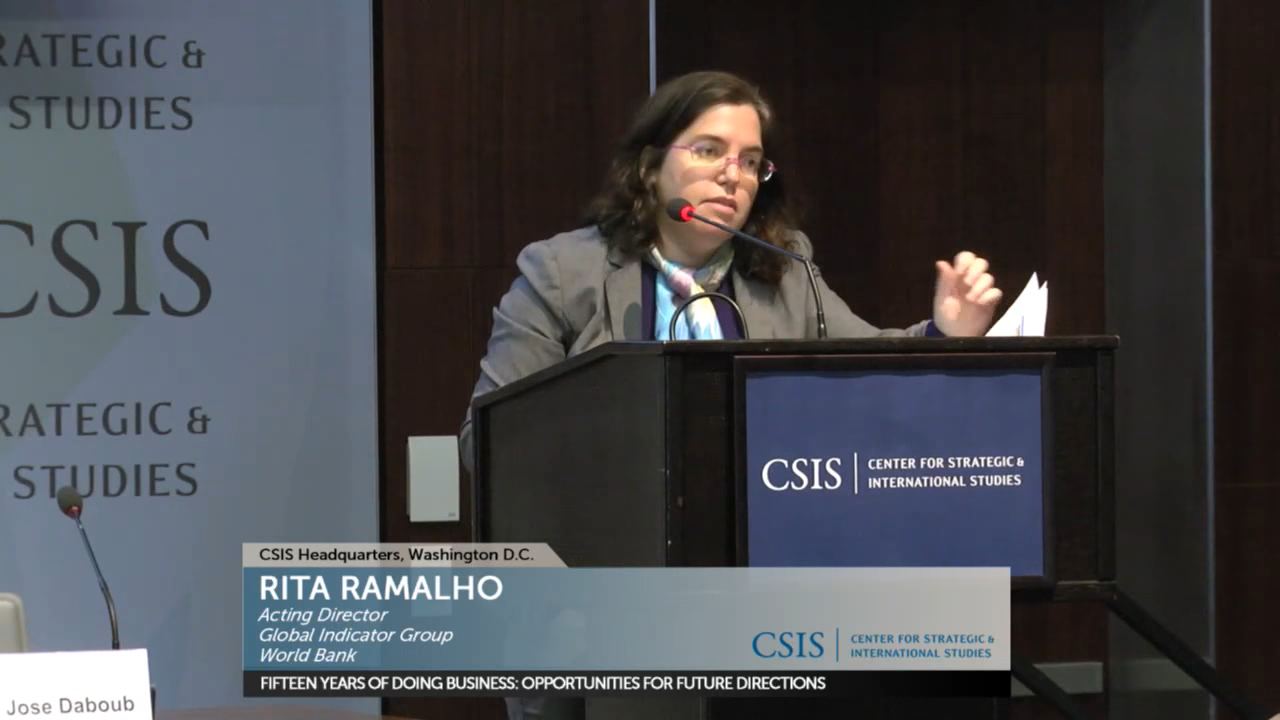 RATEGIC &
STUDIES
CSIS
RATEGIC &
STUDIES
CSIS
CENTER FOR STRATEGIC &
INTERNATIONAL STUDIES
CSIS Headquarters, Washington D.C.
RITA RAMALHO
Acting Director
Global Indicator Group
World Bank
CSIS
CENTER FOR STRATEGIC &
INTERNATIONAL STUDIES
FIFTEEN YEARS OF DOING BUSINESS: OPPORTUNITIES FOR FUTURE DIRECTIONS
Jose Daboub